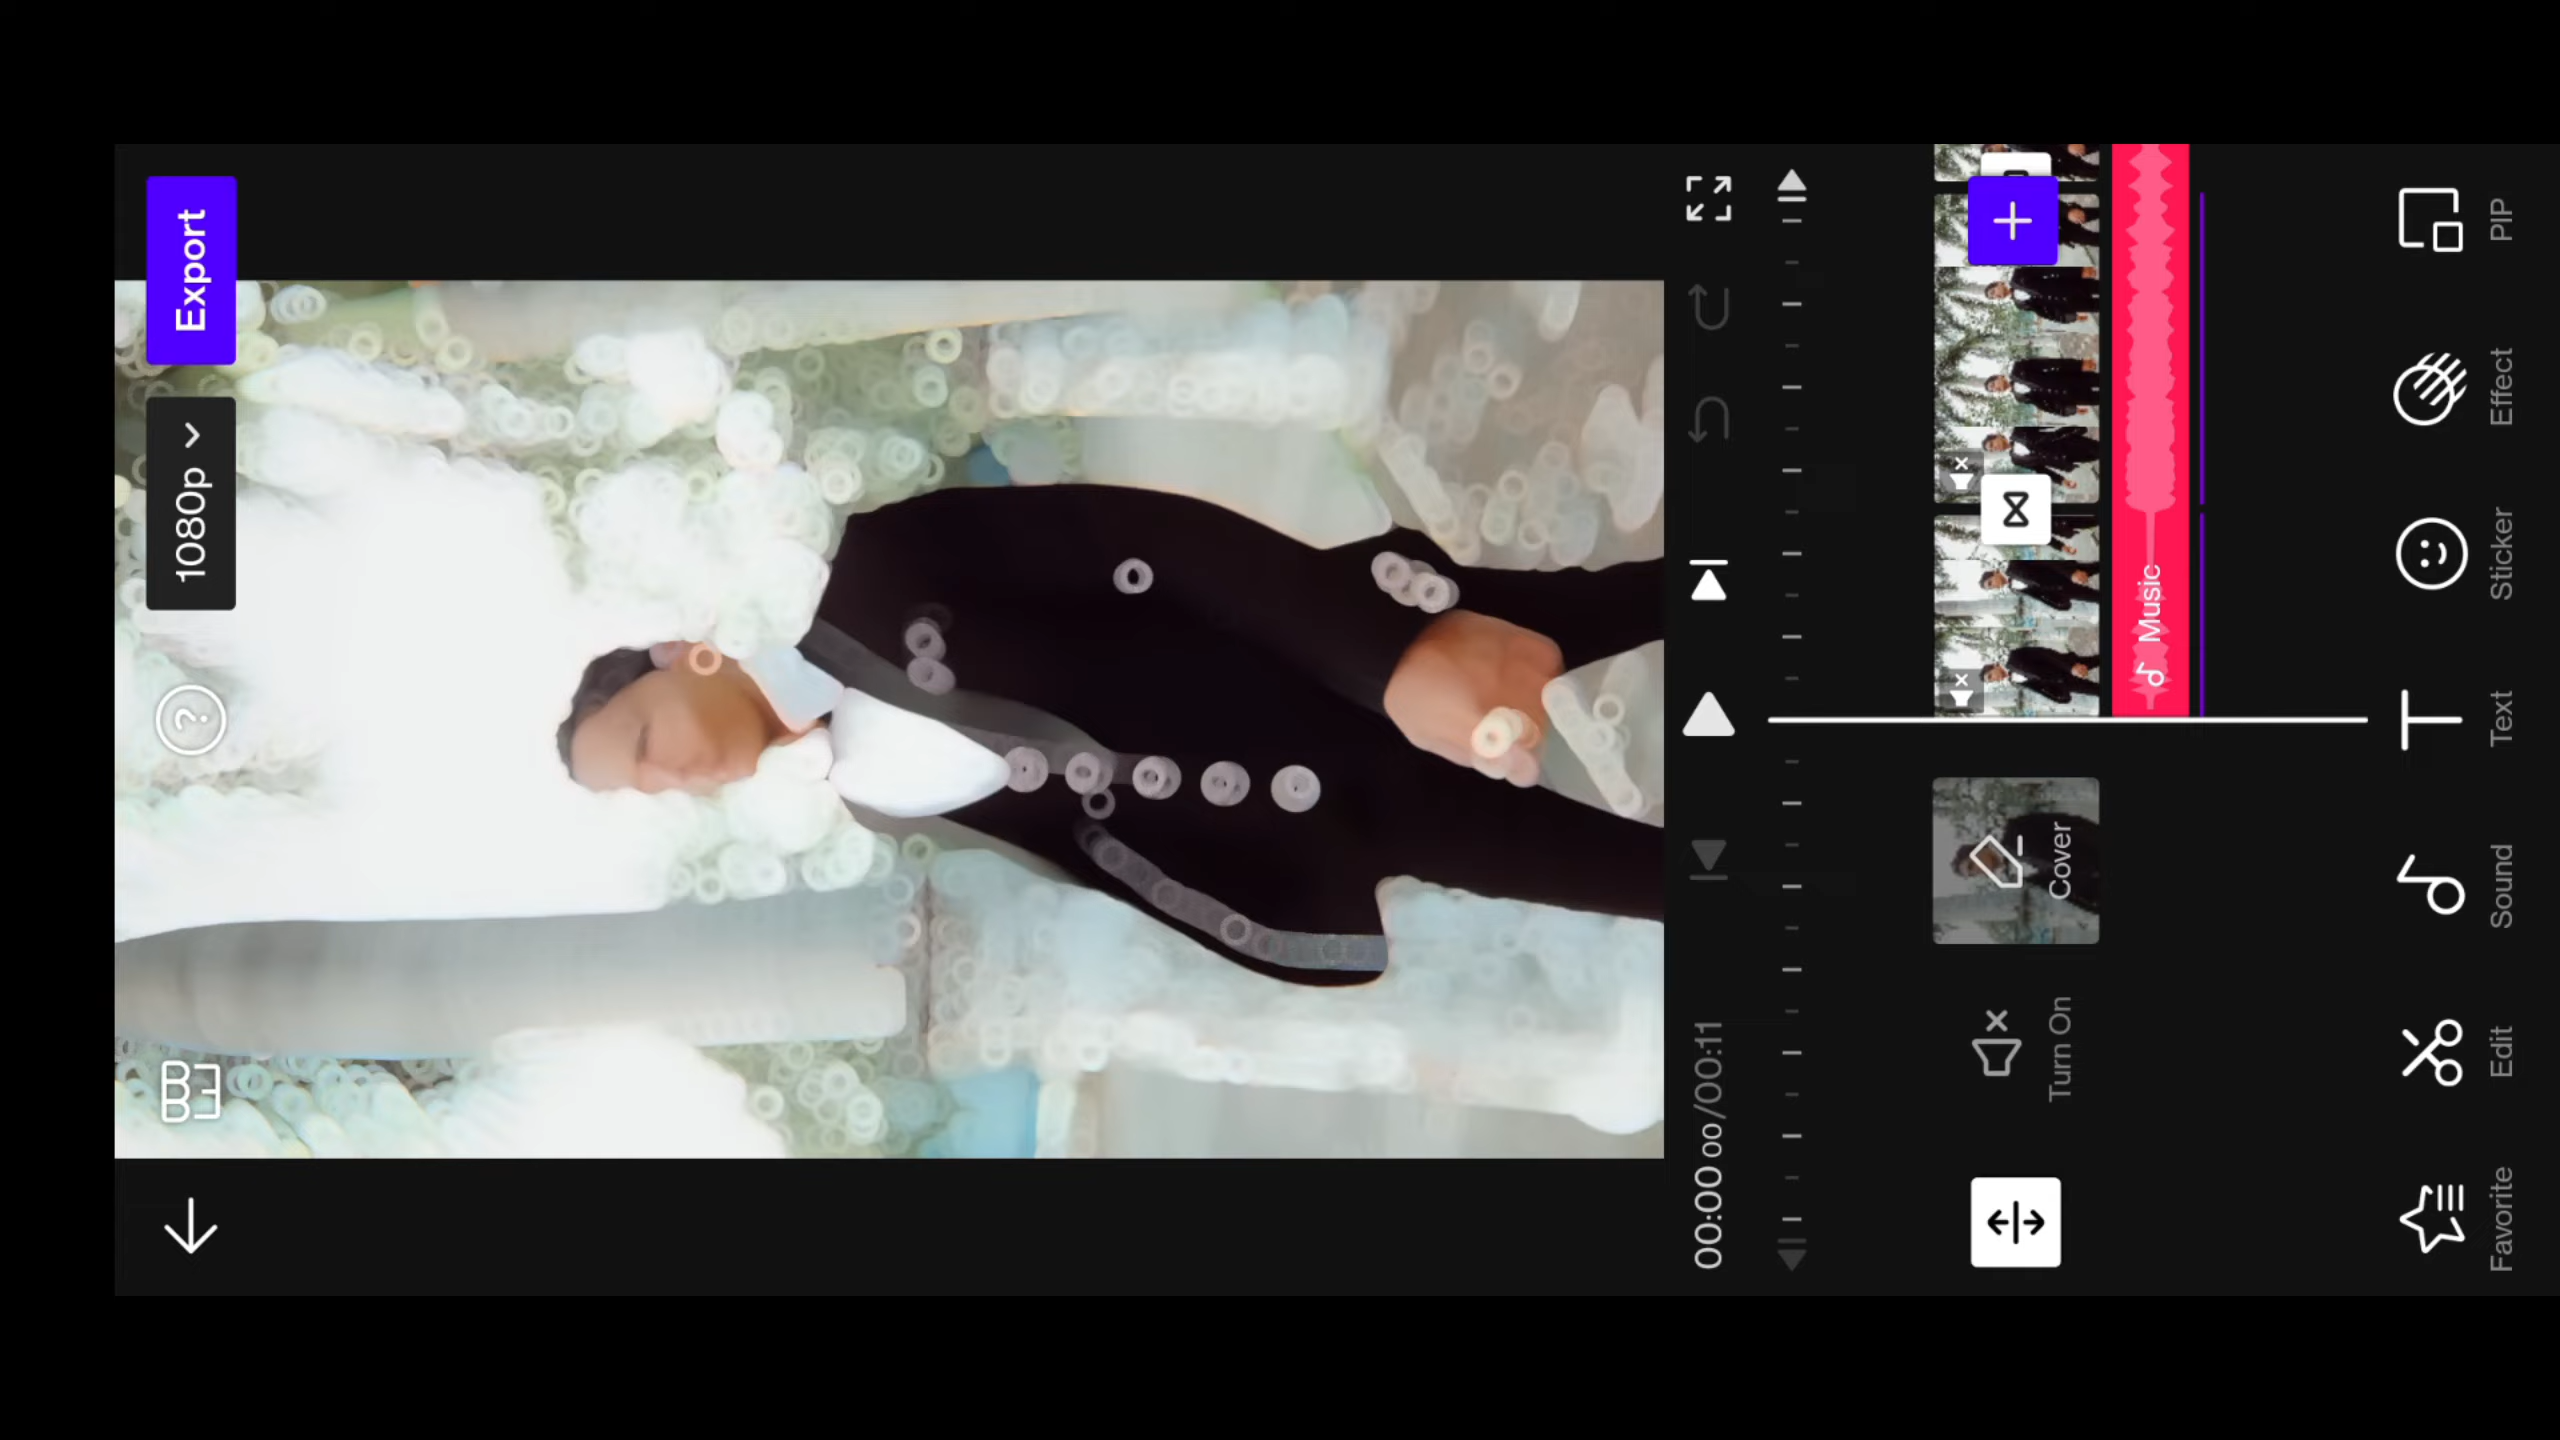 1080p
Export
00:00 00/00:11
Turn On
Cover
Music
Favorite
Edit
Sound
Text
Sticker
Effect
PIP